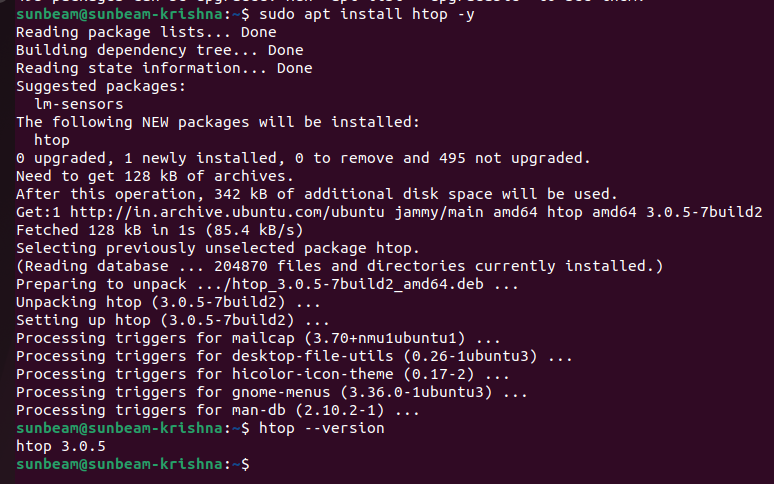 sunbeam@sunbeam-krishna:~$ sudo apt install htop -y
Reading package lists... Done
Building dependency tree... Done
Reading state information... Done
Suggested packages:
  lm-sensors
The following NEW packages will be installed:
  htop
0 upgraded, 1 newly installed, 0 to remove and 495 not upgraded.
Need to get 128 kB of archives.
After this operation, 342 kB of additional disk space will be used.
Get:1 http://in.archive.ubuntu.com/ubuntu jammy/main amd64 htop amd64 3.0.5-7build2
Fetched 128 kB in 1s (85.4 kB/s)
Selecting previously unselected package htop.
(Reading database ... 204870 files and directories currently installed.)
Preparing to unpack .../htop_3.0.5-7build2_amd64.deb ...
Unpacking htop (3.0.5-7build2) ...
Setting up htop (3.0.5-7build2) ...
Processing triggers for mailcap (3.70+nmu1ubuntu1) ...
Processing triggers for desktop-file-utils (0.26-1ubuntu3) ...
Processing triggers for hicolor-icon-theme (0.17-2) ...
Processing triggers for gnome-menus (3.36.0-1ubuntu3) ...
Processing triggers for man-db (2.10.2-1) ...
sunbeam@sunbeam-krishna:~$ htop --version
htop 3.0.5
sunbeam@sunbeam-krishna:~$